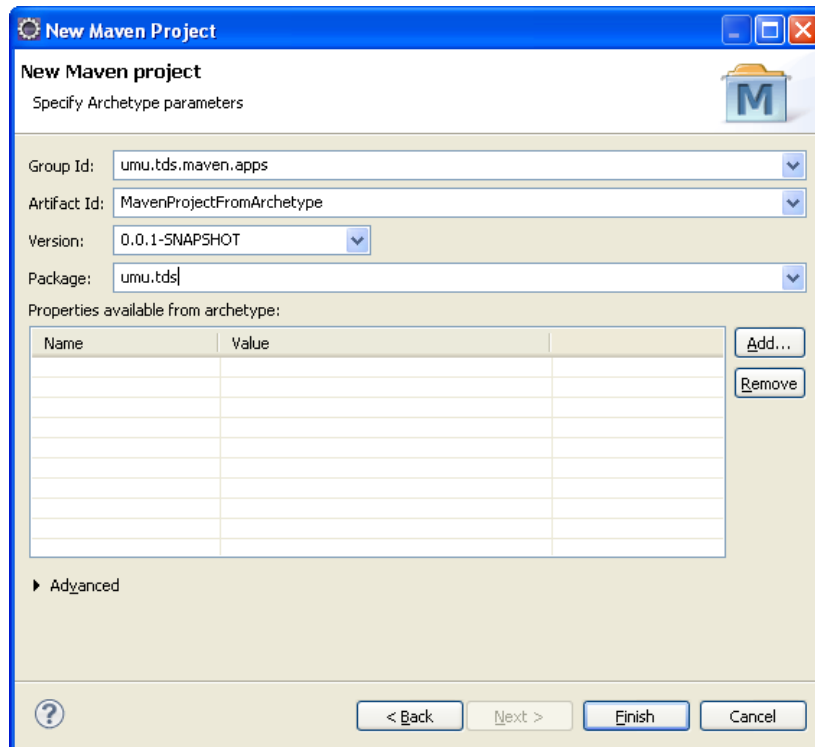 New Maven Project
New Maven project
Specify Archetype parameters
M
Group Id: umu.tds.maven.apps
Artifact Id: MavenProjectFromArchetype
Version: 0.0.1-SNAPSHOT
Package: umu.tds
Properties available from archetype:
Name Value Add...
Remove
Advanced
? < Back Next > Finish Cancel